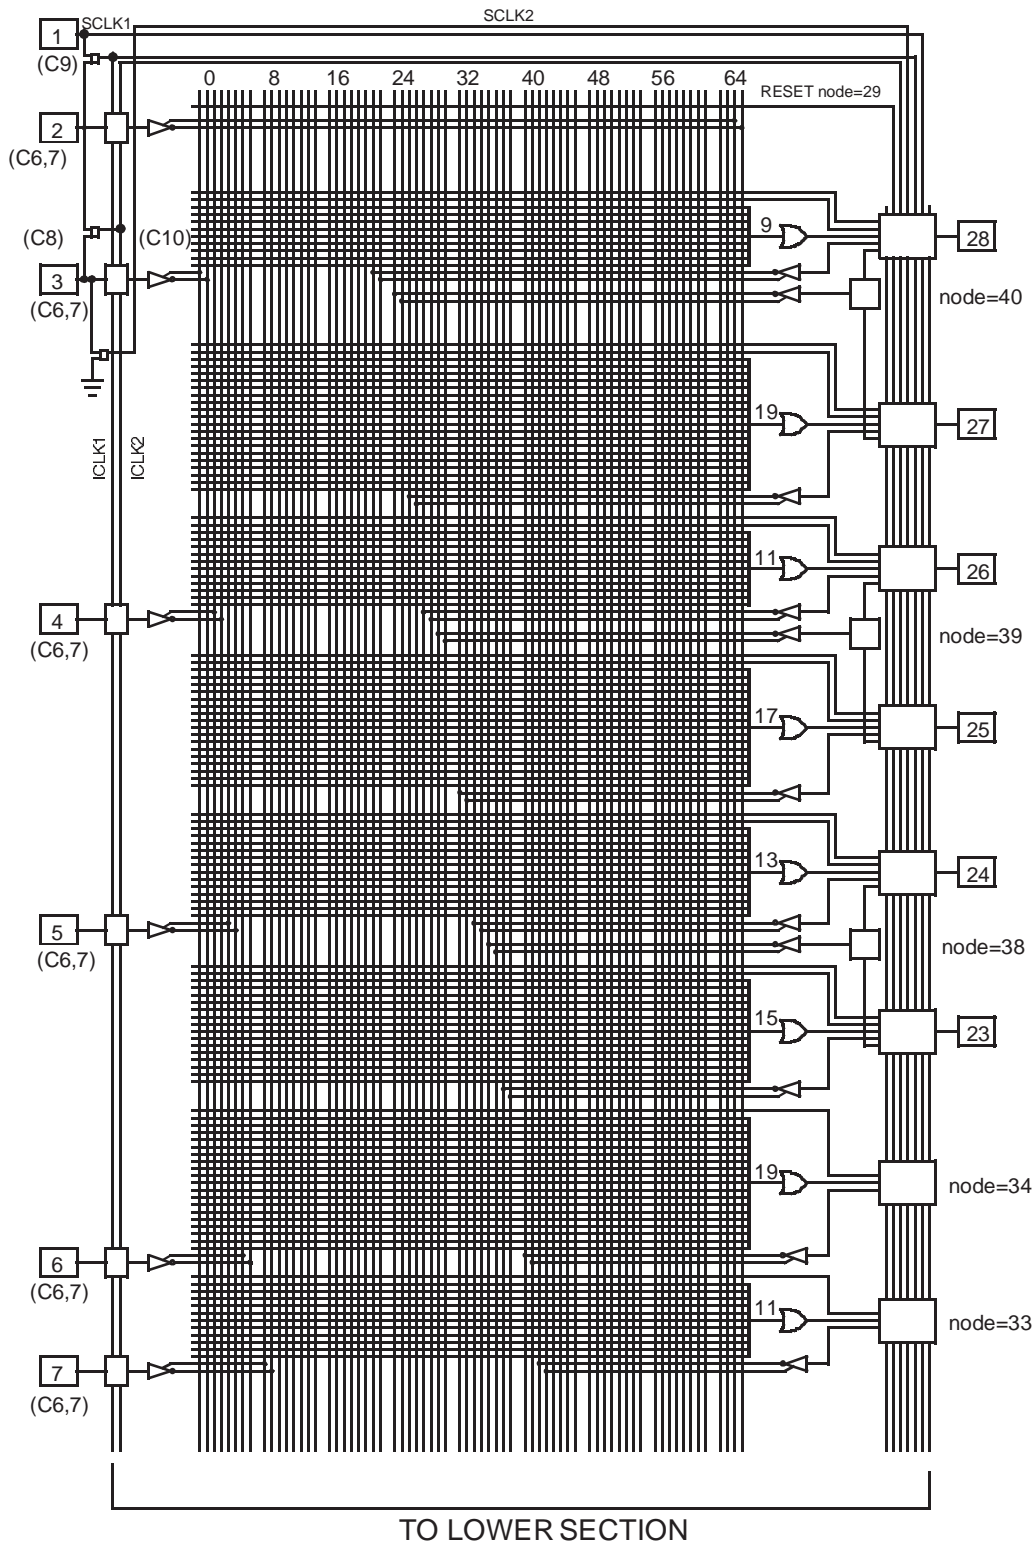 SCLK2
1
SCLK1
(C9)
0 8 16 24 32 40 48 56 64
RESET node=29
2
(C6,7)
(C8)
(C10)
9
28
3
(C6,7)
node=40
19
27
ICLK1
ICLK2
11
26
4
(C6,7)
node=39
17
25
13
24
5
(C6,7)
node=38
15
23
19
node=34
6
(C6,7)
11
node=33
7
(C6,7)
TO LOWER SECTION